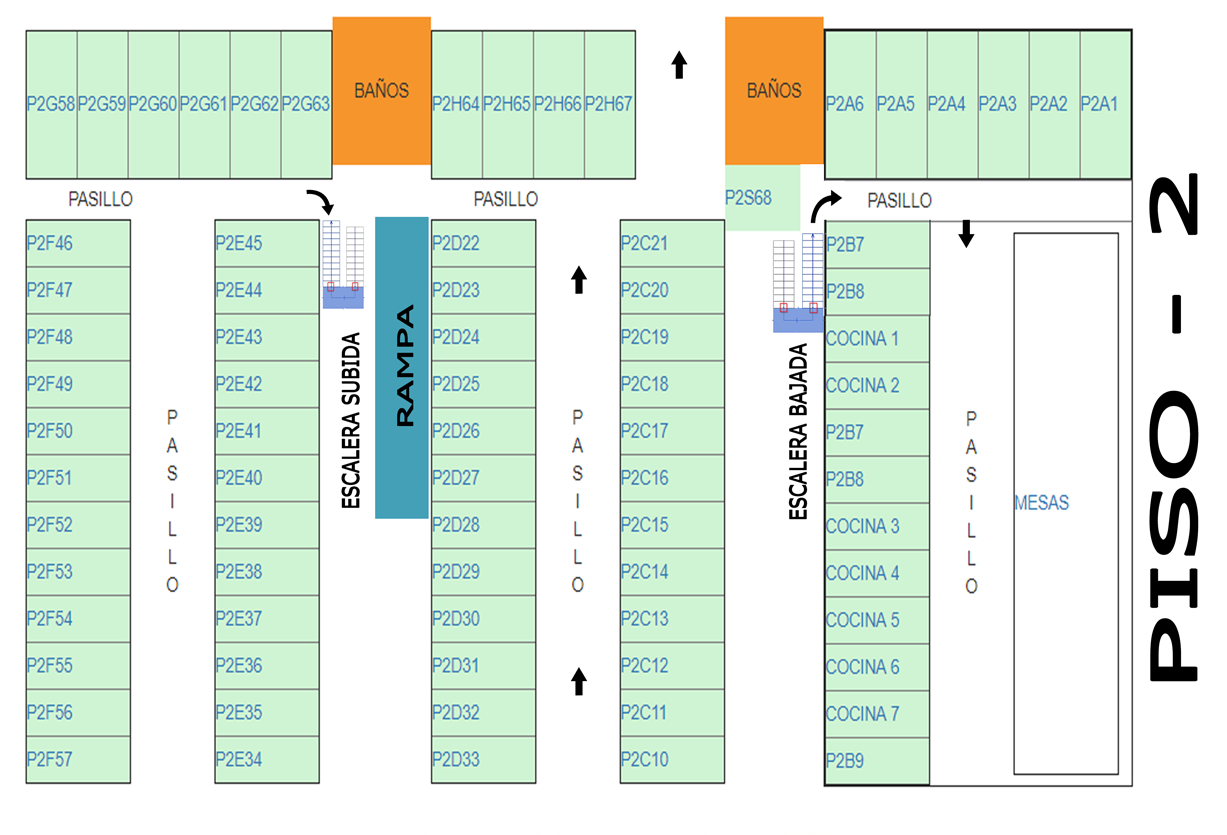 P2G58 P2G59 P2G60 P2G61 P2G62 P2G63
BAÑOS
P2H64 P2H65 P2H66 P2H67
BAÑOS
P2A6 P2A5 P2A4 P2A3 P2A2 P2A1
PASILLO
PASILLO
P2S68
PASILLO
P2F46
P2F47
P2F48
P2F49
P2F50
P2F51
P2F52
P2F53
P2F54
P2F55
P2F56
P2F57
PASILLO
P2E45
P2E44
P2E43
P2E42
P2E41
P2E40
P2E39
P2E38
P2E37
P2E36
P2E35
P2E34
ESCALERA SUBIDA
RAMPA
P2D22
P2D23
P2D24
P2D25
P2D26
P2D27
P2D28
P2D29
P2D30
P2D31
P2D32
P2D33
PASILLO
P2C21
P2C20
P2C19
P2C18
P2C17
P2C16
P2C15
P2C14
P2C13
P2C12
P2C11
P2C10
ESCALERA BAJADA
P2B7
P2B8
COCINA 1
COCINA 2
P2B7
P2B8
COCINA 3
COCINA 4
COCINA 5
COCINA 6
COCINA 7
P2B9
PASILLO
MESAS
PISO - 2